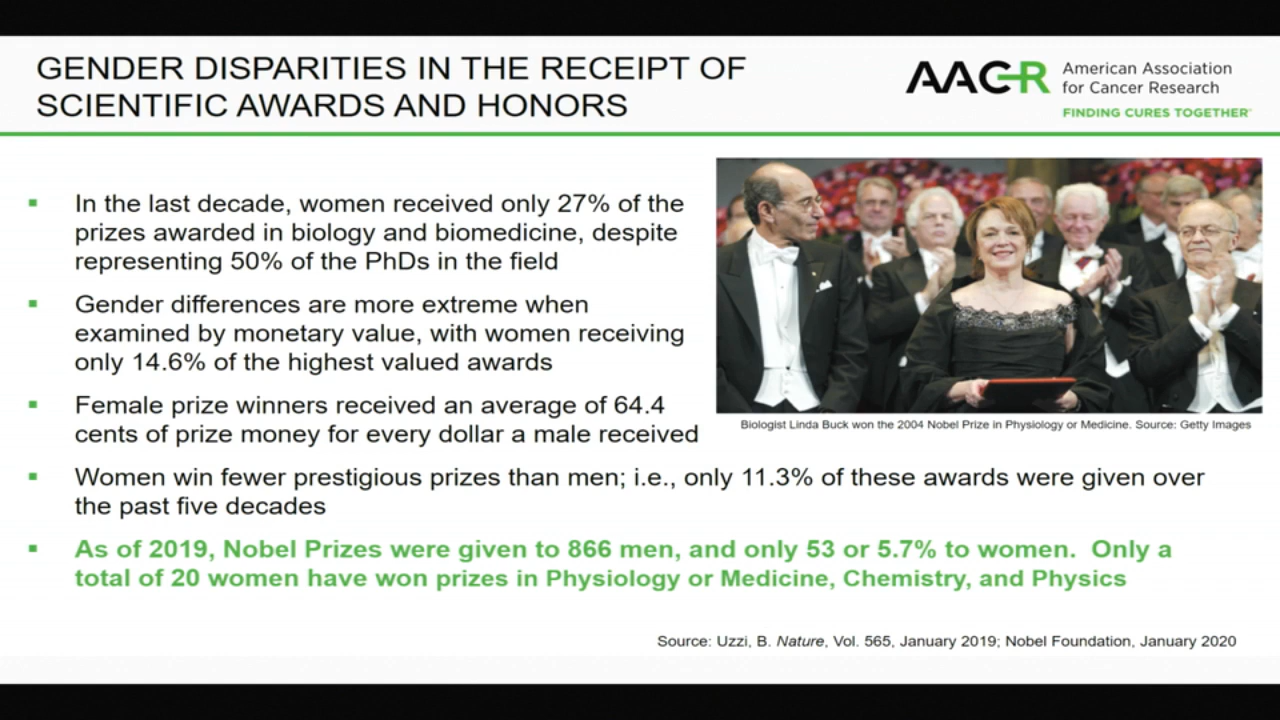 GENDER DISPARITIES IN THE RECEIPT OF
SCIENTIFIC AWARDS AND HONORS
AACR
American Association
for Cancer Research
FINDING CURES TOGETHER
▪ In the last decade, women received only 27% of the
prizes awarded in biology and biomedicine, despite
representing 50% of the PhDs in the field
▪ Gender differences are more extreme when
examined by monetary value, with women receiving
only 14.6% of the highest valued awards
▪ Female prize winners received an average of 64.4
cents of prize money for every dollar a male received
Biologist Linda Buck won the 2004 Nobel Prize in Physiology or Medicine. Source: Getty Images
▪ Women win fewer prestigious prizes than men; i.e., only 11.3% of these awards were given over
the past five decades
▪ As of 2019, Nobel Prizes were given to 866 men, and only 53 or 5.7% to women. Only a
total of 20 women have won prizes in Physiology or Medicine, Chemistry, and Physics
Source: Uzzi, B. Nature, Vol. 565, January 2019; Nobel Foundation, January 2020